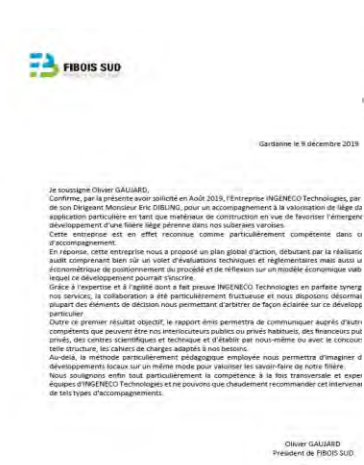 FIBOIS SUD
Gardanne le 9 décembre 2019
Je soussigné Olivier GAUJARD,
Confirme, par la présente avoir sollicité en Août 2019, l'Entreprise INGENECO Technologies, par
de son Dirigeant Monsieur Eric DIBLING, pour un accompagnement à la valorisation de liège da
application particulière en tant que matériaux de construction en vue de favoriser l'émergenc
développement d'une filière liège pérenne dans nos suberaies varoises.
Cette entreprise est en effet reconnue comme particulièrement compétente dans c
d'accompagnement.
En réponse, cette entreprise nous a proposé un plan global d'action, débutant par la réalisatio
audit comprenant bien sûr un volet d'évaluations techniques et réglementaires mais aussi u
économétrique de positionnement du procédé et de réflexion sur un modèle économique viab
lequel ce développement pourrait s'inscrire.
Grâce à l'expertise et à l'agilité dont a fait preuve INGENECO Technologies en parfaite synerg
nos services, la collaboration a été particulièrement fructueuse et nous disposons désormai
plupart des éléments de décision nous permettant d'arbitrer de façon éclairée sur ce développ
particulier.
Outre ce premier résultat objectif, le rapport émis permettra de communiquer auprès d'autre
compétents que peuvent être nos interlocuteurs publics ou privés habituels, des financeurs pub
privés, des centres scientifiques et technique et d'établir par nous-même ou avec le concours
telle structure, les cahiers de charges adaptés à nos besoins.
Au-delà, la méthode particulièrement pédagogique employée nous permettra d'imaginer d
développements locaux sur un même mode pour valoriser les savoir-faire de notre filière.
Nous soulignons enfin tout particulièrement la compétence à la fois transversale et exper
équipes d'INGENECO Technologies et ne pouvons que chaudement recommander cet intervenan
de tels types d'accompagnements.
Olivier GAUJARD
Président de FIBOIS SUD